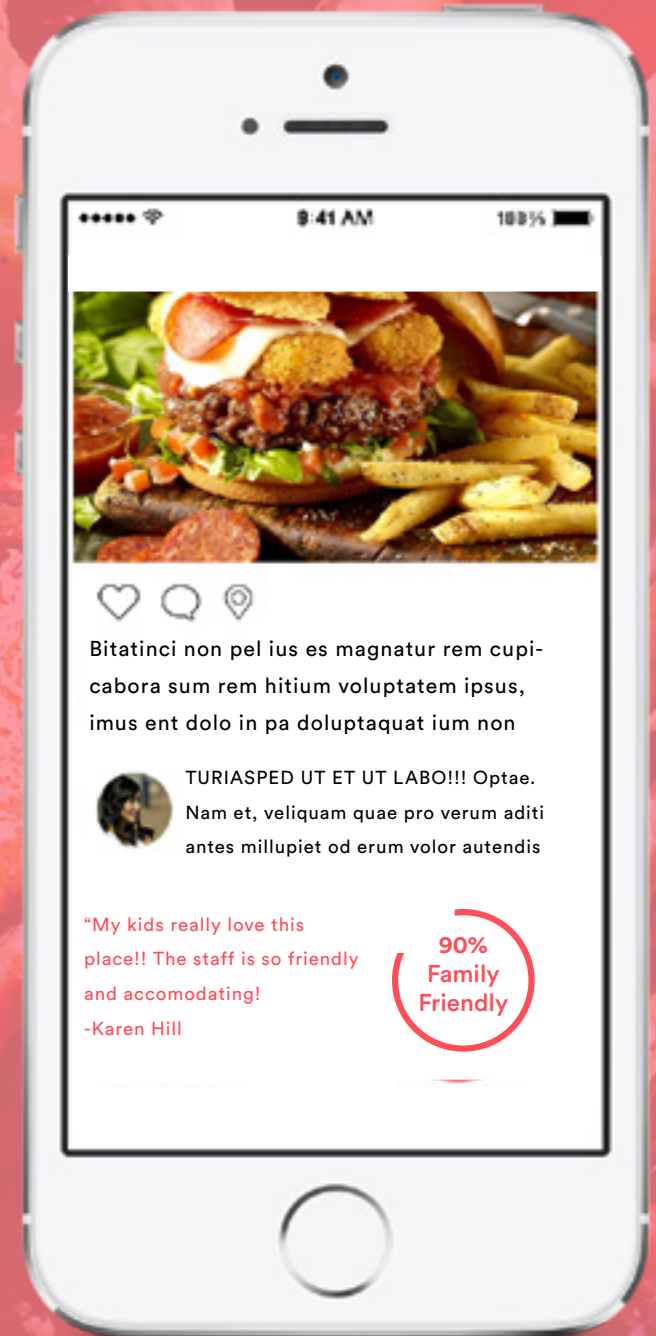 9:41 AM
100%
Bitatinci non pel ius es magnatur rem cupi-
cabora sum rem hitium voluptatem ipsus,
imus ent dolo in pa doluptaquat ium non
TURIASPED UT ET UT LABO!!! Optae.
Nam et, veliquam quae pro verum aditi
antes millupiet od erum volor autendis
“My kids really love this
place!! The staff is so friendly
and accomodating!
-Karen Hill
90%
Family
Friendly